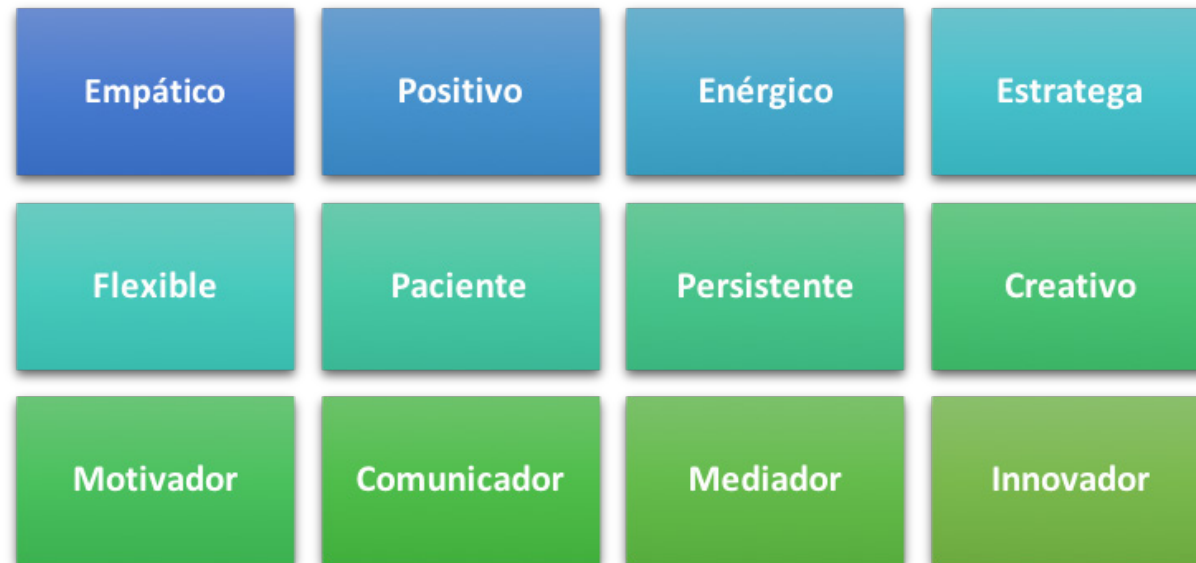 Empático
Positivo
Enérgico
Estratega
Flexible
Paciente
Persistente
Creativo
Motivador
Comunicador
Mediador
Innovador